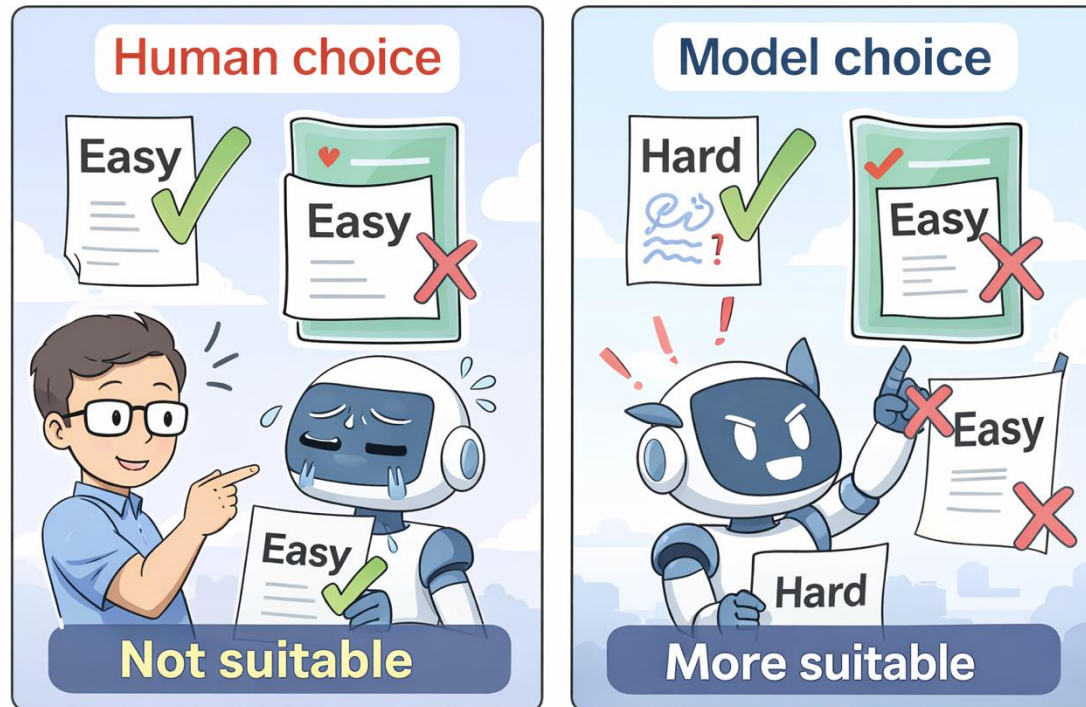 Human choice
Easy
Easy
Easy
Not suitable
Model choice
Hard
?
Easy
Easy
Hard
More suitable